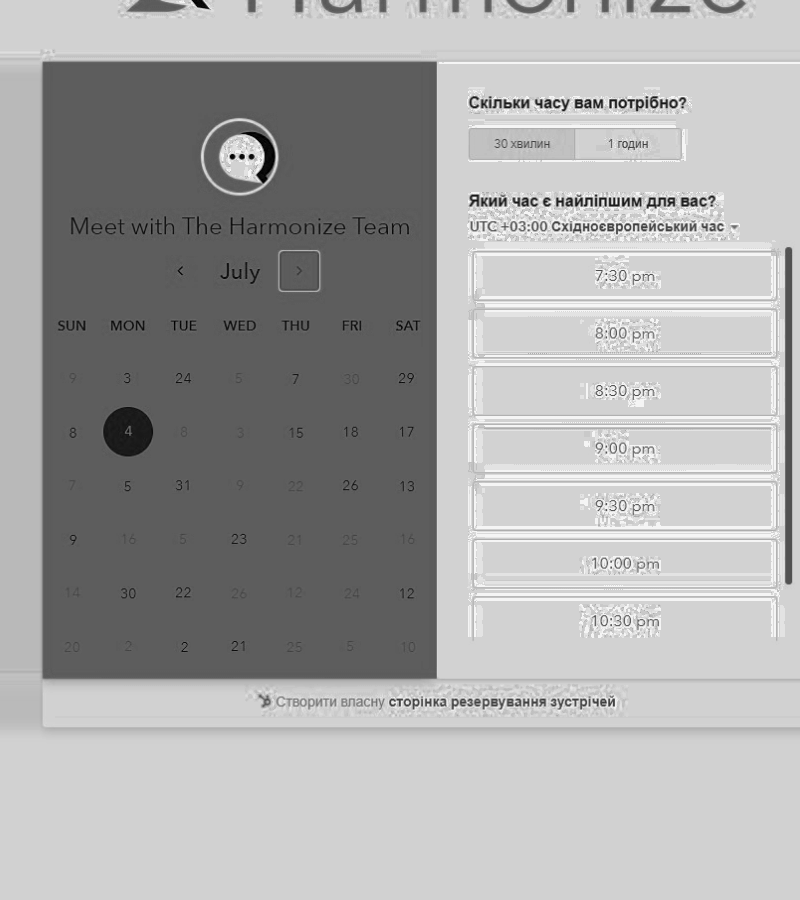 Harmonize
Meet with The Harmonize Team
July
SUN MON TUE WED THU FRI SAT
9 3 24 5 7 30 29
8 4 8 3 15 18 17
7 5 31 9 22 26 13
9 16 5 23 21 25 16
14 30 22 26 12 24 12
20 2 2 21 25 5 10
Скільки часу вам потрібно?
30 хвилин 1 годин
Який час є найліпшим для вас?
UTC +03:00 Східноєвропейський час
7:30 pm
8:00 pm
8:30 pm
9:00 pm
9:30 pm
10:00 pm
10:30 pm
Створити власну сторінка резервування зустрічей